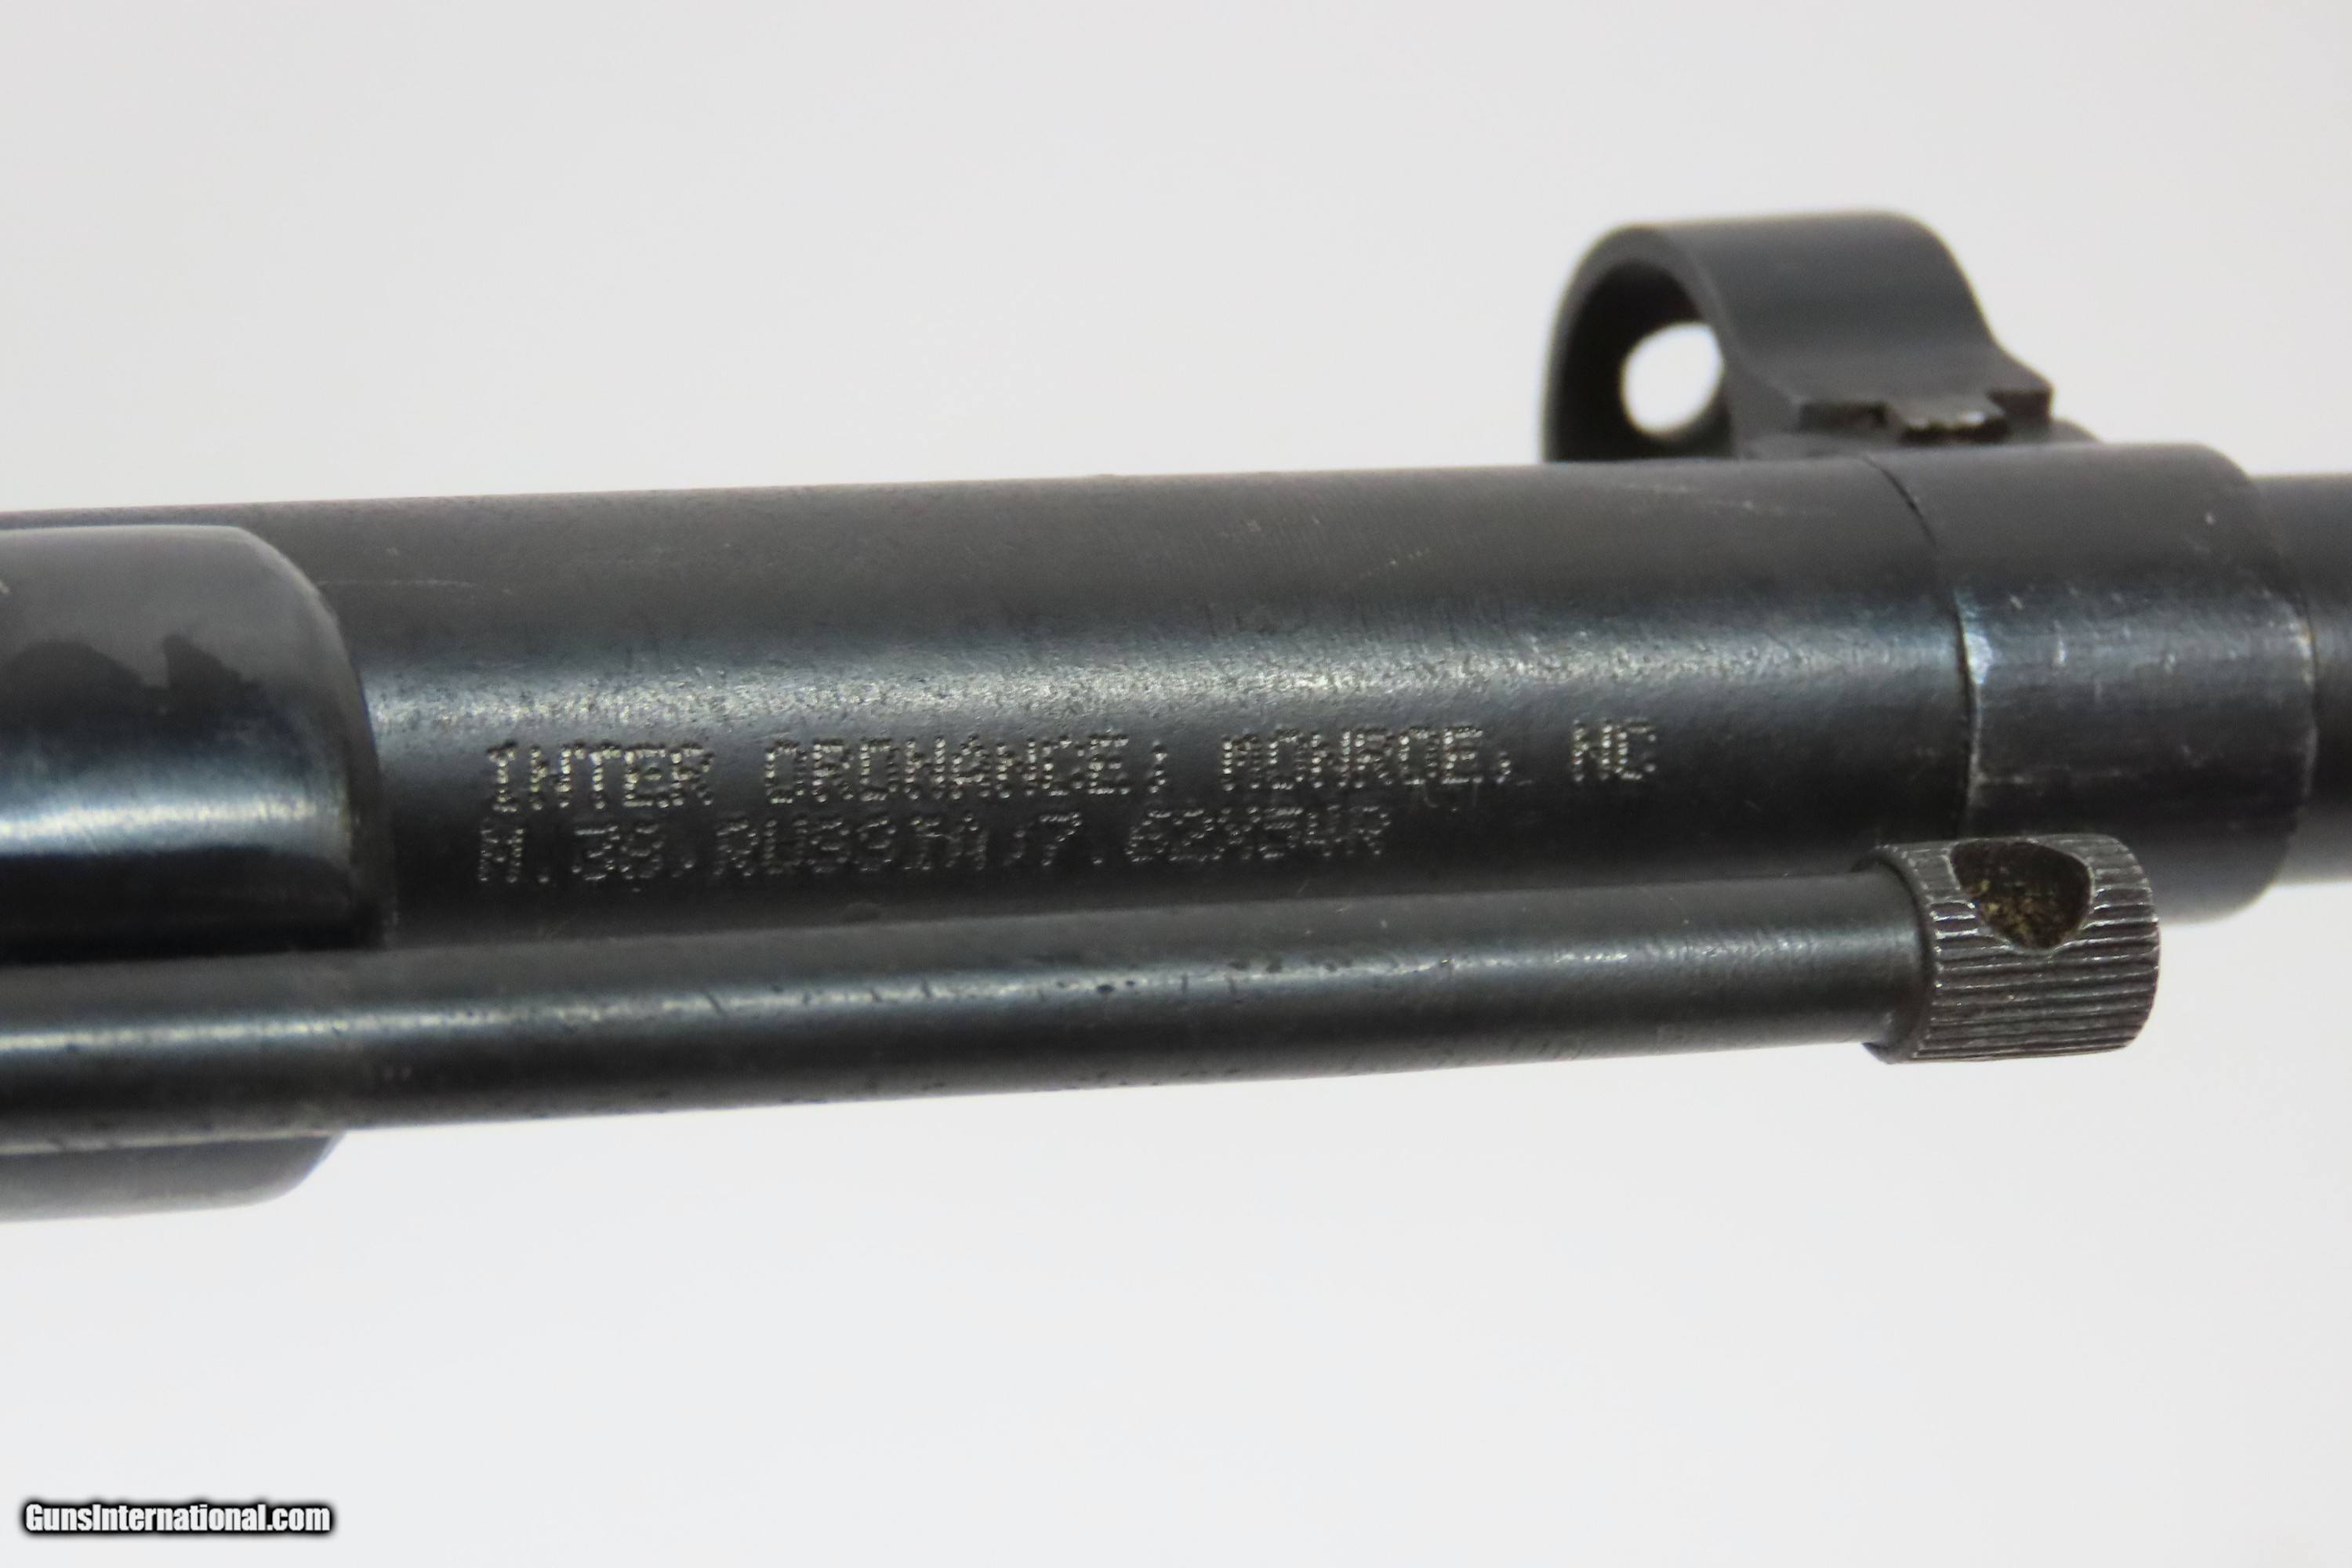 INTER ORDNANCE, MONROE, NC
M.38.RUSSIA,7.62X54R
GunsInternational.com